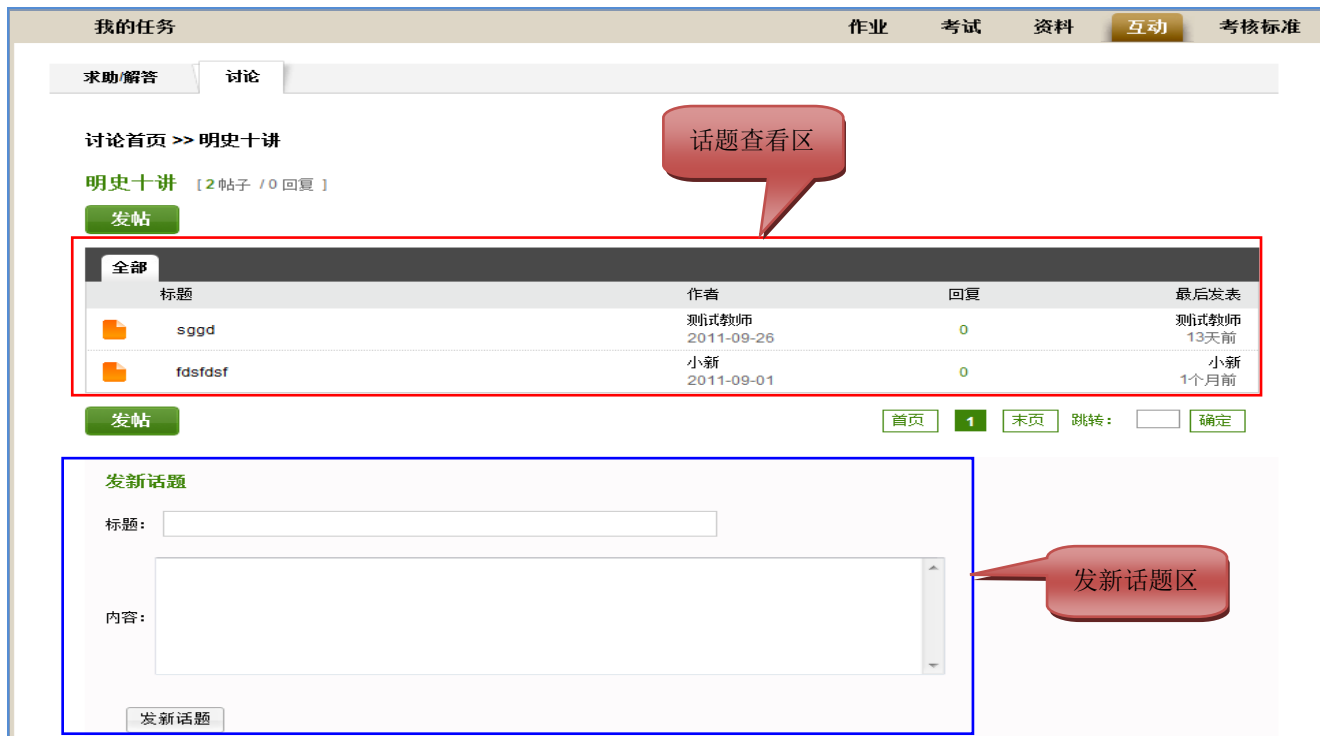 我的任务 作业 考试 资料 互动 考核标准
求助/解答 讨论
讨论首页 >> 明史十讲
话题查看区
明史十讲 [ 2 帖子 / 0 回复 ]
发帖
全部
标题 作者 回复 最后发表
sggd 测试教师 0 测试教师
2011-09-26 13天前
fdsfdsf 小新 0 小新
2011-09-01 1个月前
发帖 首页 1 末页 跳转： 确定
发新话题
标题：
发新话题区
内容：
发新话题